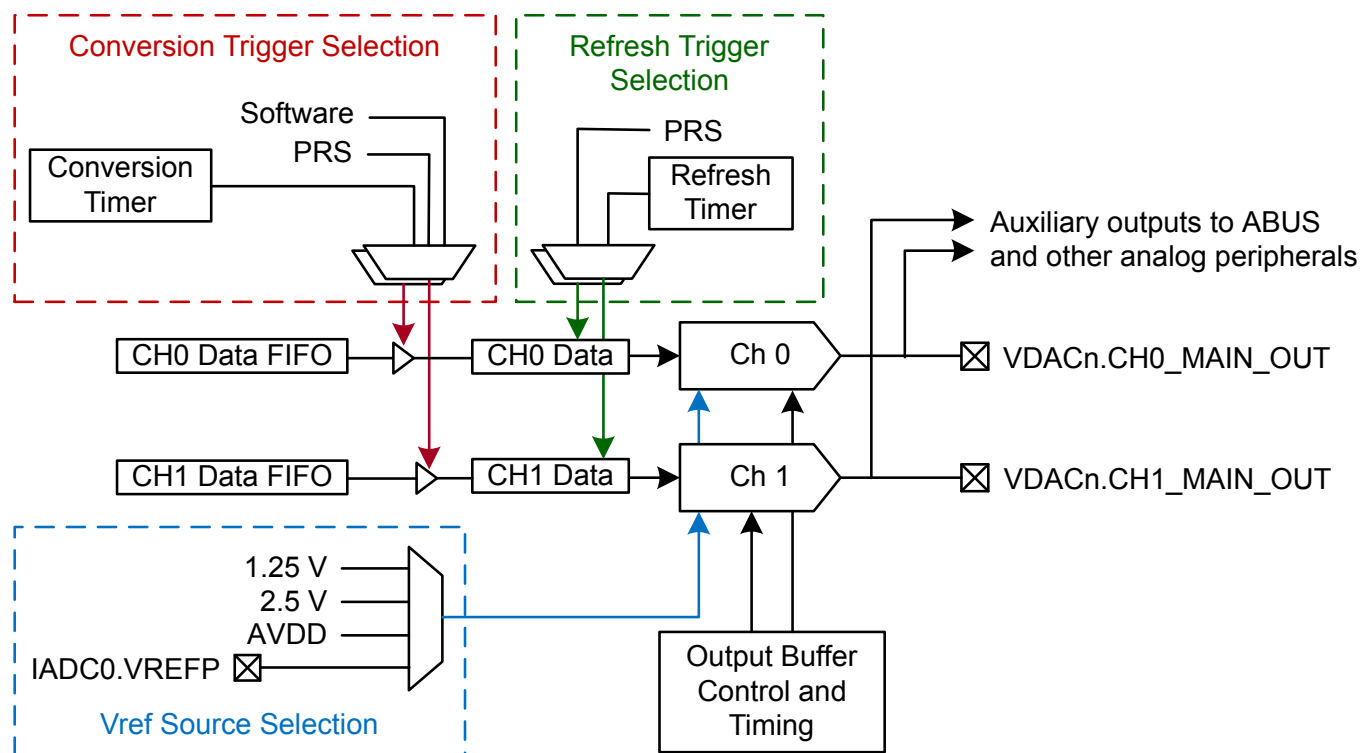 Conversion Trigger Selection
Software
PRS
Conversion
Timer
Refresh Trigger
Selection
PRS
Refresh
Timer
Auxiliary outputs to ABUS
and other analog peripherals
CH0 Data FIFO
CH0 Data
Ch 0
VDACn.CH0_MAIN_OUT
CH1 Data FIFO
CH1 Data
Ch 1
VDACn.CH1_MAIN_OUT
1.25 V
2.5 V
AVDD
IADC0.VREFP
Vref Source Selection
Output Buffer
Control and
Timing